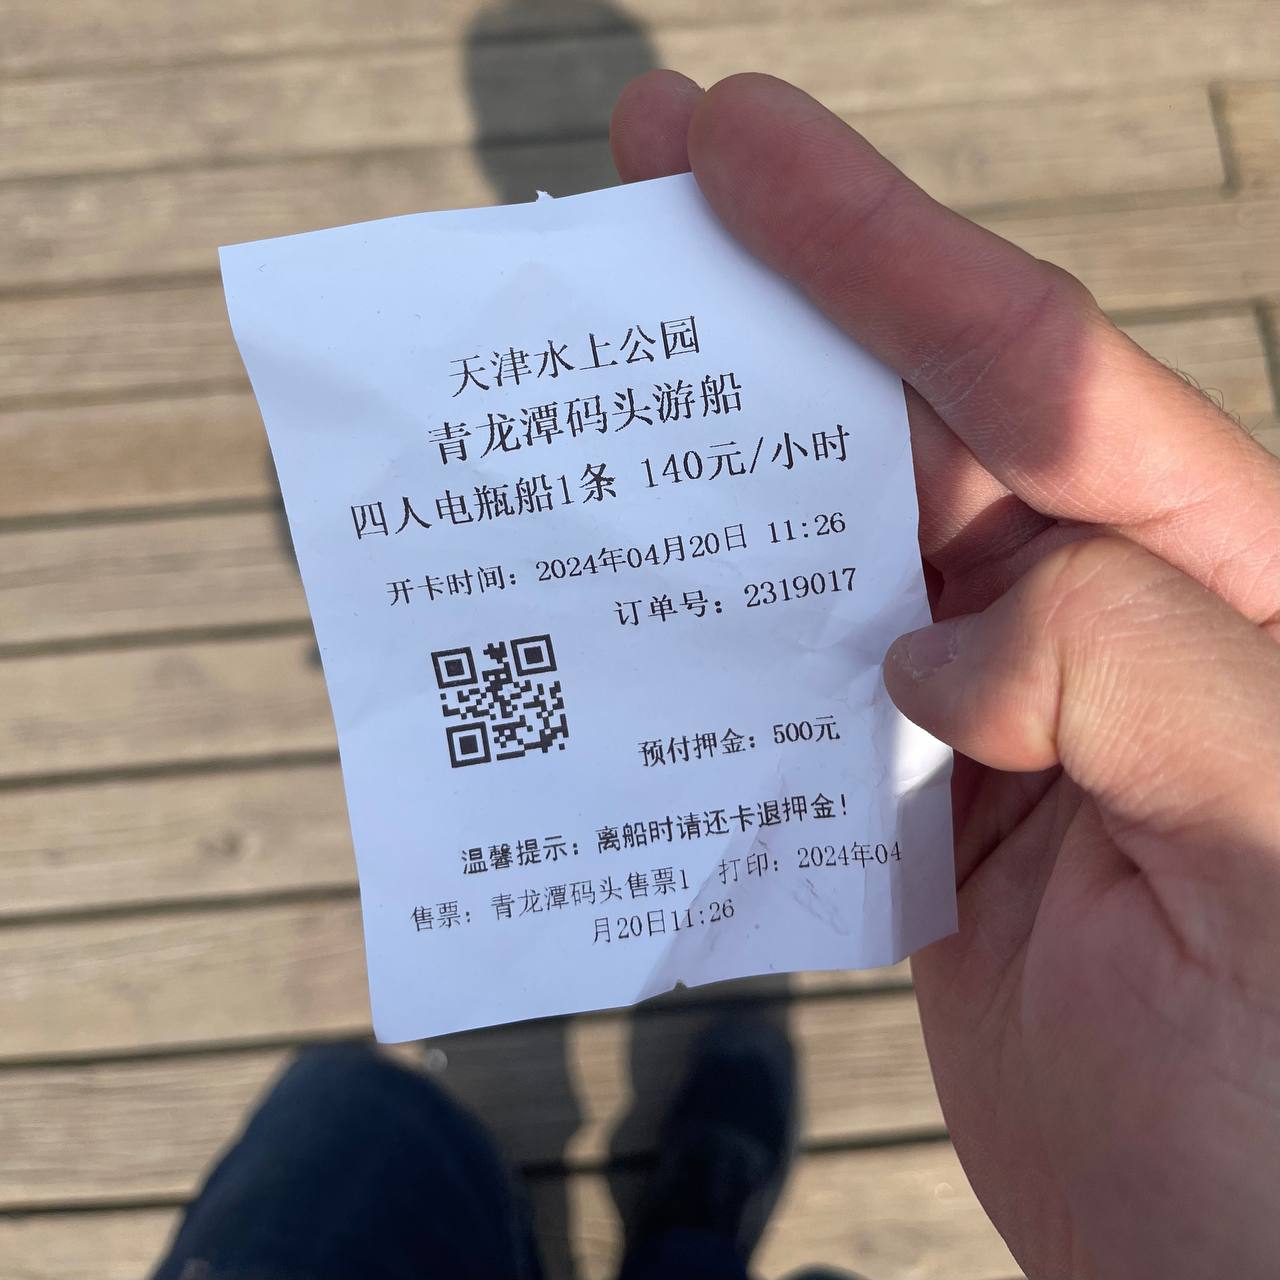 天津水上公园
青龙潭码头游船
四人电瓶船1条 140元/小时
开卡时间：2024年04月20日 11:26
订单号：2319017
预付押金：500元
温馨提示：离船时请还卡退押金！
售票：青龙潭码头售票1 打印：2024年04
月20日11:26